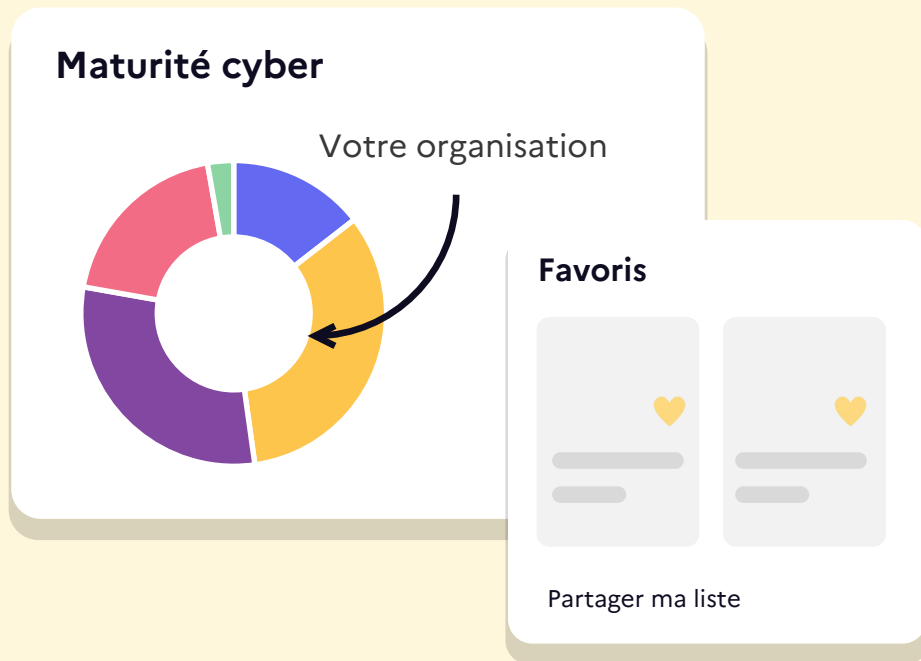 Maturité cyber
Votre organisation
Favoris
Partager ma liste